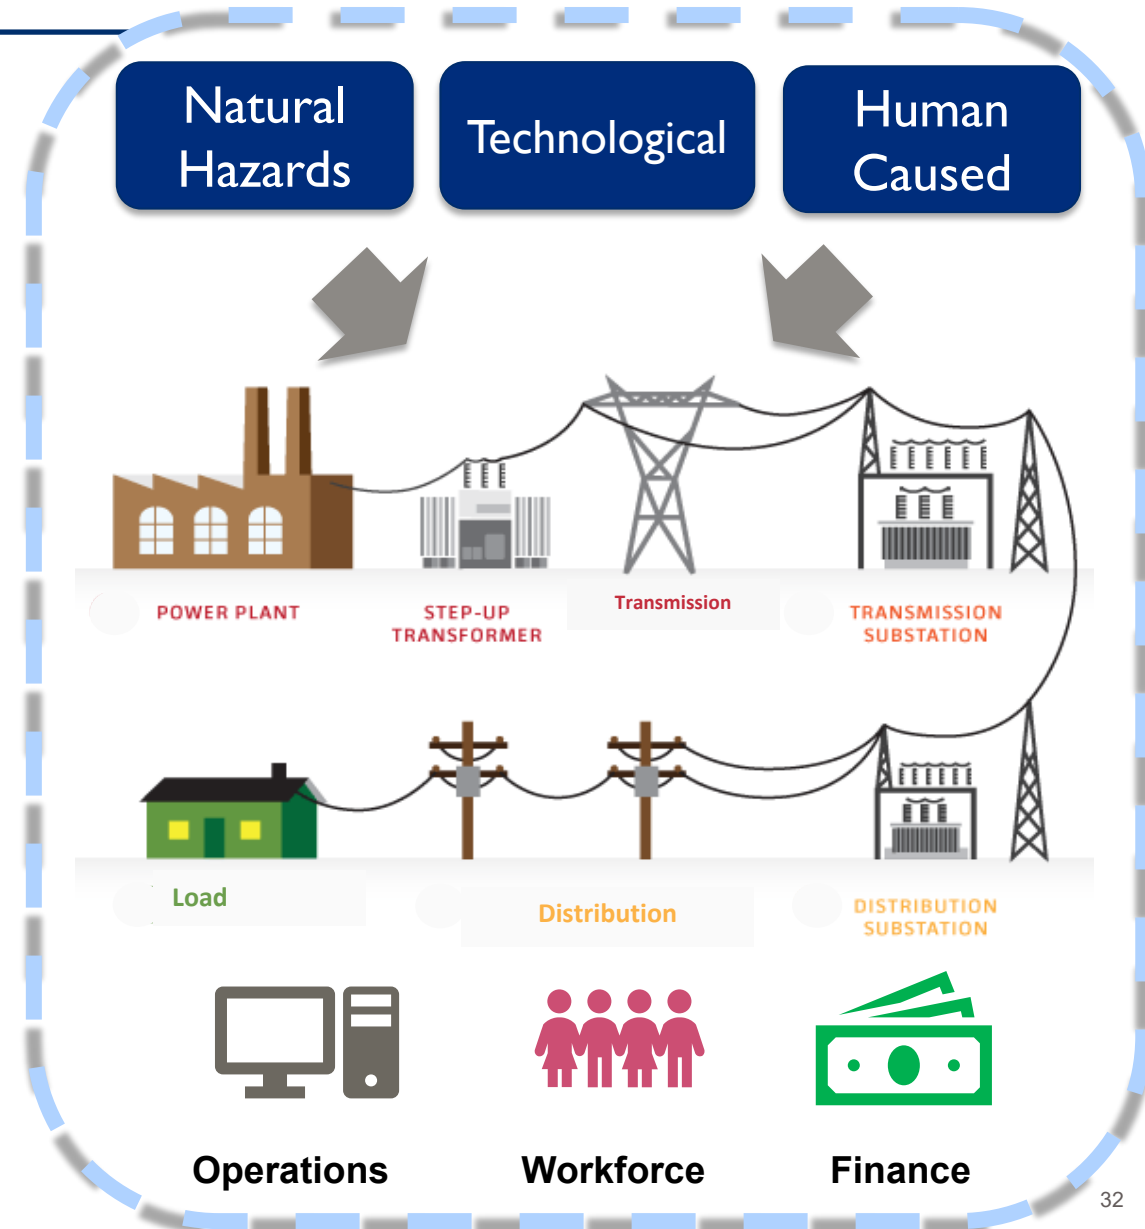 Natural
Hazards
Technological
Human
Caused
POWER PLANT
STEP-UP
TRANSFORMER
Transmission
TRANSMISSION
SUBSTATION
Load
Distribution
DISTRIBUTION
SUBSTATION
Operations
Workforce
Finance
32